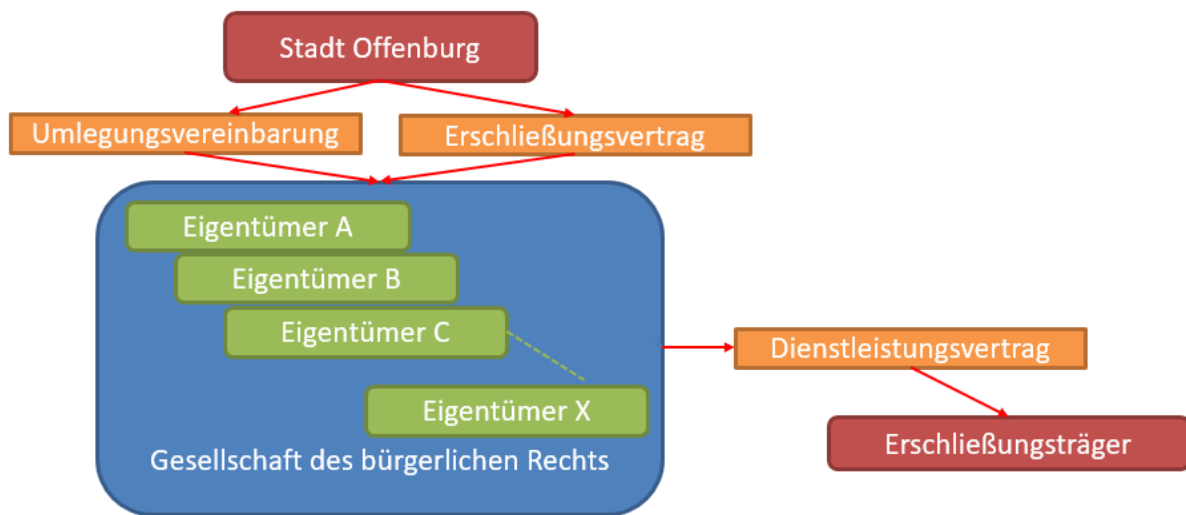 Stadt Offenburg
Umlegungsvereinbarung
Erschließungsvertrag
Eigentümer A
Eigentümer B
Eigentümer C
Eigentümer X
Gesellschaft des bürgerlichen Rechts
Dienstleistungsvertrag
Erschließungsträger